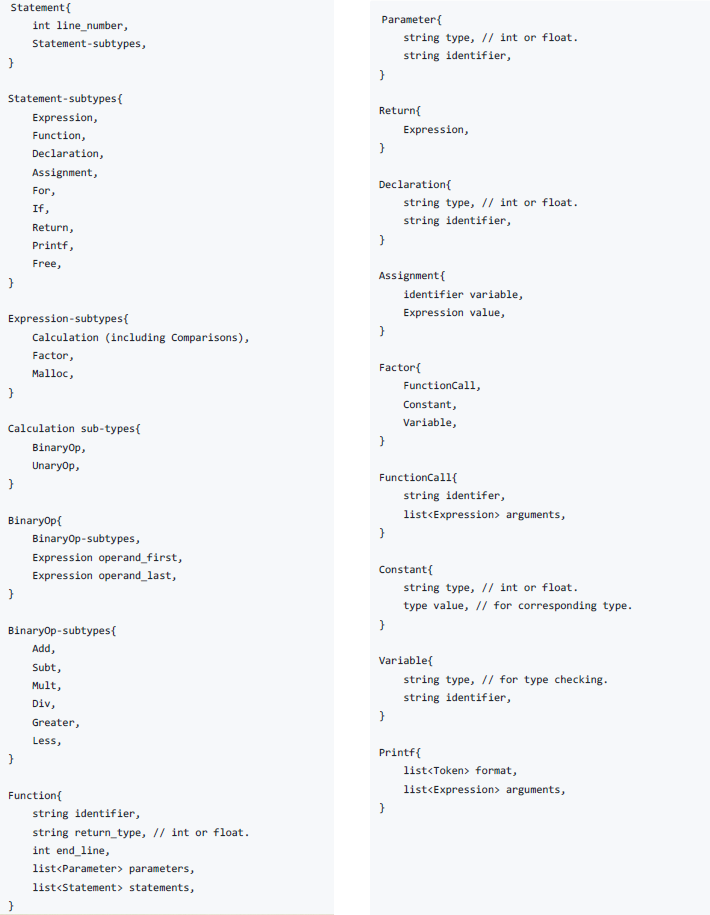 Statement{
int line_number,
Statement-subtypes,
}
Statement-subtypes{
Expression,
Function,
Declaration,
Assignment,
For,
If,
Return,
Printf,
Free,
}
Expression-subtypes{
Calculation (including Comparisons),
Factor,
Malloc,
}
Calculation sub-types{
BinaryOp,
UnaryOp,
}
BinaryOp{
BinaryOp-subtypes,
Expression operand_first,
Expression operand_last,
}
BinaryOp-subtypes{
Add,
Subt,
Mult,
Div,
Greater,
Less,
}
Function{
string identifier,
string return_type, // int or float.
int end_line,
list<Parameter> parameters,
list<Statement> statements,
}
Parameter{
string type, // int or float.
string identifier,
}
Return{
Expression,
}
Declaration{
string type, // int or float.
string identifier,
}
Assignment{
identifier variable,
Expression value,
}
Factor{
FunctionCall,
Constant,
Variable,
}
FunctionCall{
string identifer,
list<Expression> arguments,
}
Constant{
string type, // int or float.
type value, // for corresponding type.
}
Variable{
string type, // for type checking.
string identifier,
}
Printf{
list<Token> format,
list<Expression> arguments,
}